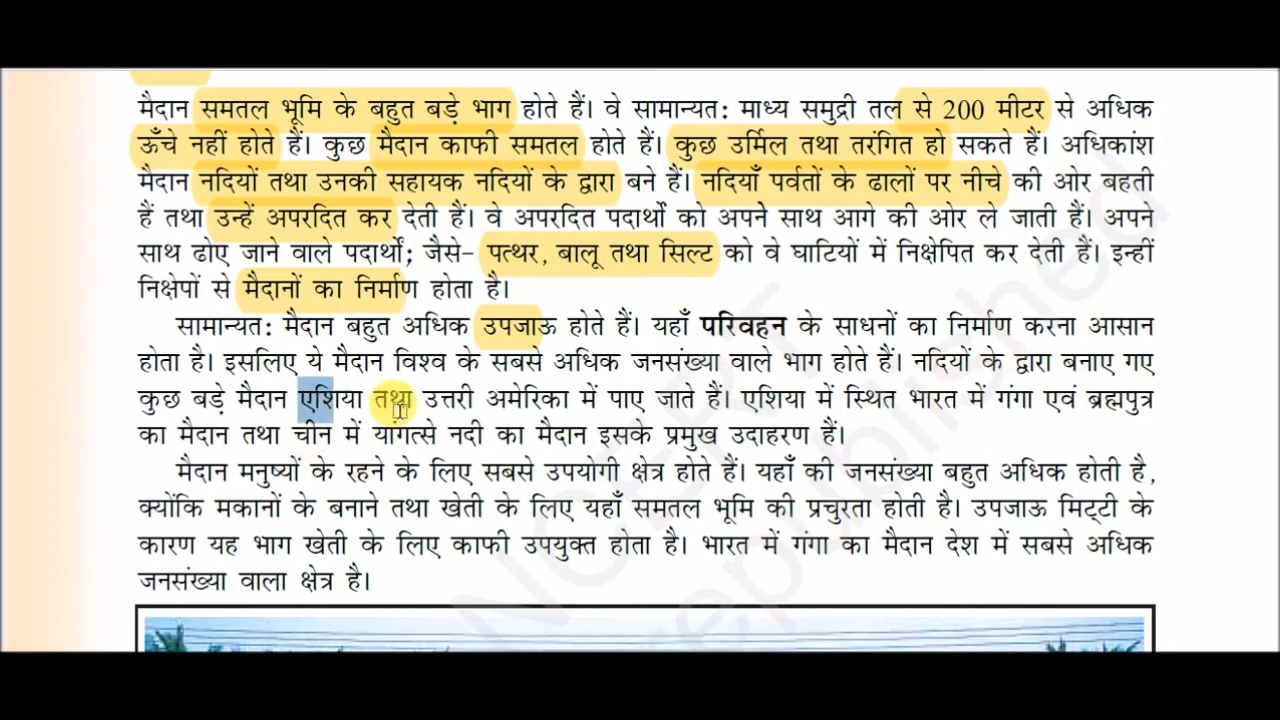 मैदान समतल भूमि के बहुत बड़े भाग होते हैं। वे सामान्यत: माध्य समुद्री तल से 200 मीटर से अधिक
ऊँचे नहीं होते हैं। कुछ मैदान काफी समतल होते हैं। कुछ उर्मिल तथा तरंगित हो सकते हैं। अधिकांश
मैदान नदियों तथा उनकी सहायक नदियों के द्वारा बने हैं। नदियाँ पर्वतों के ढालों पर नीचे की ओर बहती
हैं तथा उन्हें अपरदित कर देती हैं। वे अपरदित पदार्थों को अपने साथ आगे की ओर ले जाती हैं। अपने
साथ ढोए जाने वाले पदार्थों; जैसे- पत्थर, बालू तथा सिल्ट को वे घाटियों में निक्षेपित कर देती हैं। इन्हीं
निक्षेपों से मैदानों का निर्माण होता है।
सामान्यत: मैदान बहुत अधिक उपजाऊ होते हैं। यहाँ परिवहन के साधनों का निर्माण करना आसान
होता है। इसलिए ये मैदान विश्व के सबसे अधिक जनसंख्या वाले भाग होते हैं। नदियों के द्वारा बनाए गए
कुछ बड़े मैदान एशिया तथा उत्तरी अमेरिका में पाए जाते हैं। एशिया में स्थित भारत में गंगा एवं ब्रह्मपुत्र
का मैदान तथा चीन में यांगत्से नदी का मैदान इसके प्रमुख उदाहरण हैं।
मैदान मनुष्यों के रहने के लिए सबसे उपयोगी क्षेत्र होते हैं। यहाँ की जनसंख्या बहुत अधिक होती है,
क्योंकि मकानों के बनाने तथा खेती के लिए यहाँ समतल भूमि की प्रचुरता होती है। उपजाऊ मिट्टी के
कारण यह भाग खेती के लिए काफी उपयुक्त होता है। भारत में गंगा का मैदान देश में सबसे अधिक
जनसंख्या वाला क्षेत्र है।
NCERT
republished